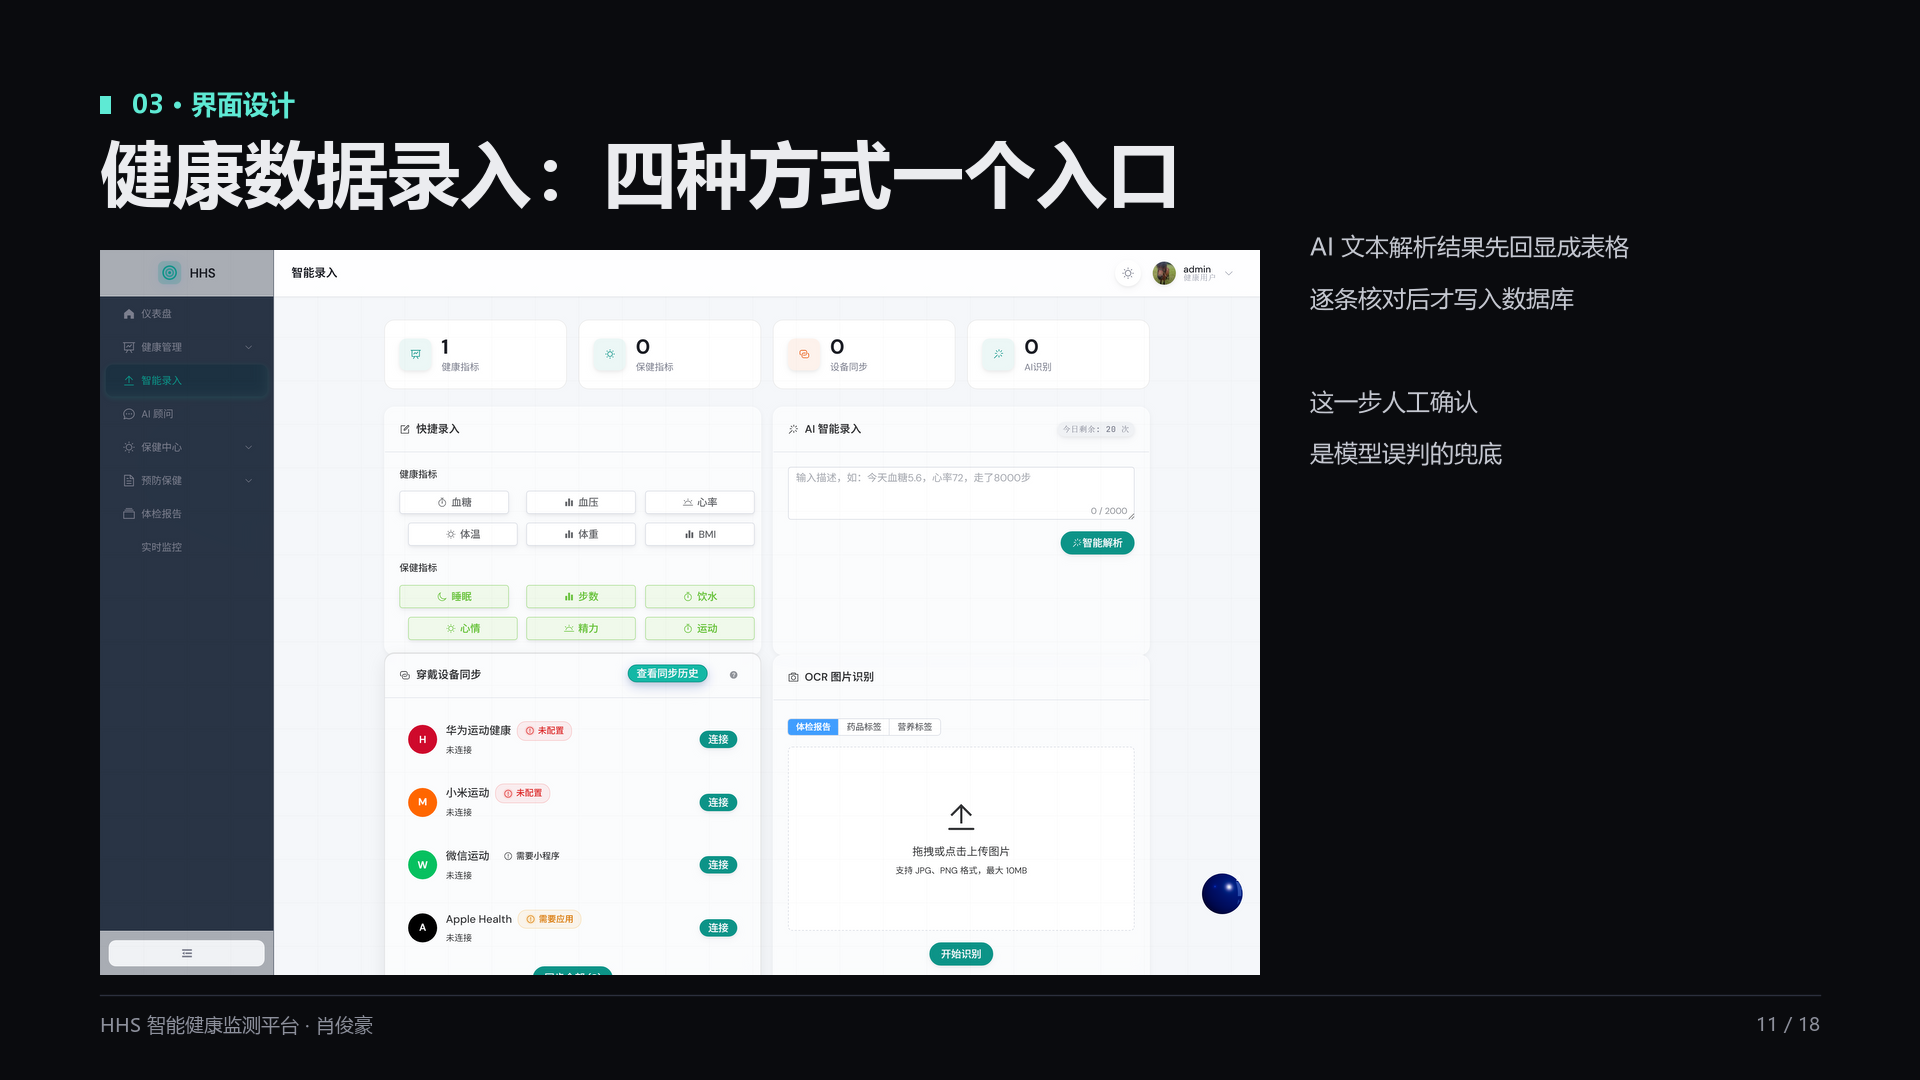 03 · 界面设计
健康数据录入：四种方式一个入口
AI 文本解析结果先回显成表格
逐条核对后才写入数据库
这一步人工确认
是模型误判的兜底
HHS
仪表盘
健康管理
智能录入
AI 顾问
保健中心
预防保健
体检报告
实时监控
智能录入
admin
健康用户
1
健康指标
0
保健指标
0
设备同步
0
AI识别
快捷录入
健康指标
血糖
血压
心率
体温
体重
BMI
保健指标
睡眠
步数
饮水
心情
精力
运动
AI 智能录入
今日剩余: 20 次
输入描述，如：今天血糖5.6，心率72，走了8000步
0 / 2000
智能解析
穿戴设备同步
查看同步历史
H
华为运动健康
未配置
未连接
连接
M
小米运动
未配置
未连接
连接
W
微信运动
需要小程序
未连接
连接
A
Apple Health
需要应用
未连接
连接
OCR 图片识别
体检报告
药品标签
营养标签
拖拽或点击上传图片
支持 JPG、PNG 格式，最大 10MB
开始识别
HHS 智能健康监测平台 · 肖俊豪
11 / 18